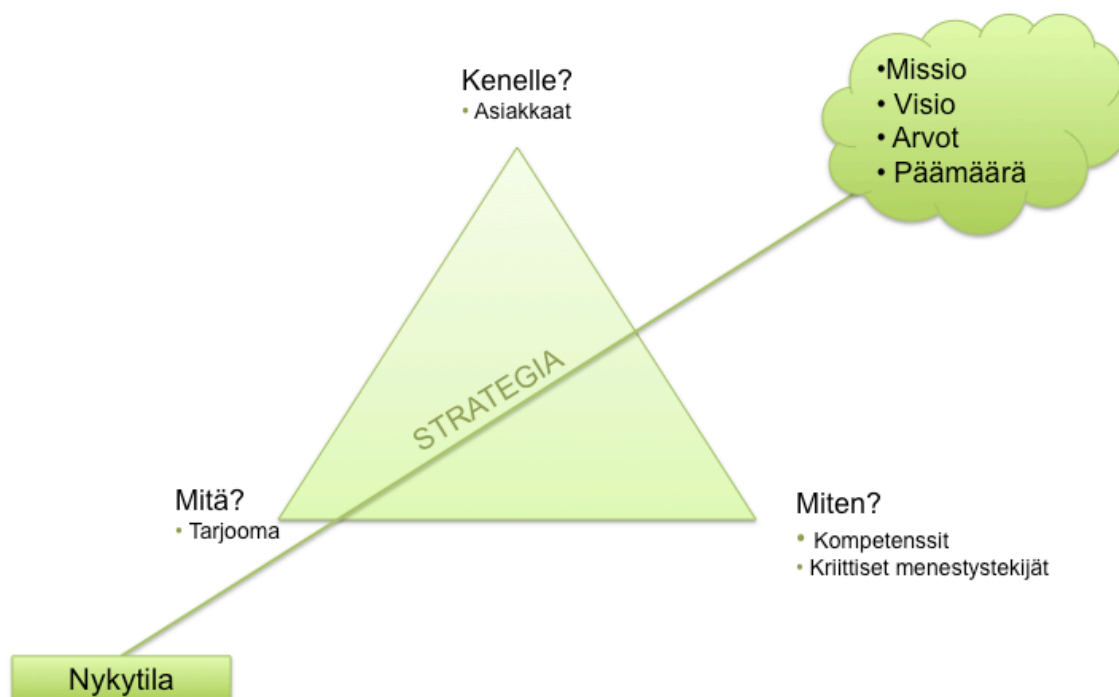 Kenelle?
• Asiakkaat
•Missio
• Visio
• Arvot
• Päämäärä
STRATEGIA
Mitä?
• Tarjooma
Miten?
• Kompetenssit
• Kriittiset menestystekijät
Nykytila